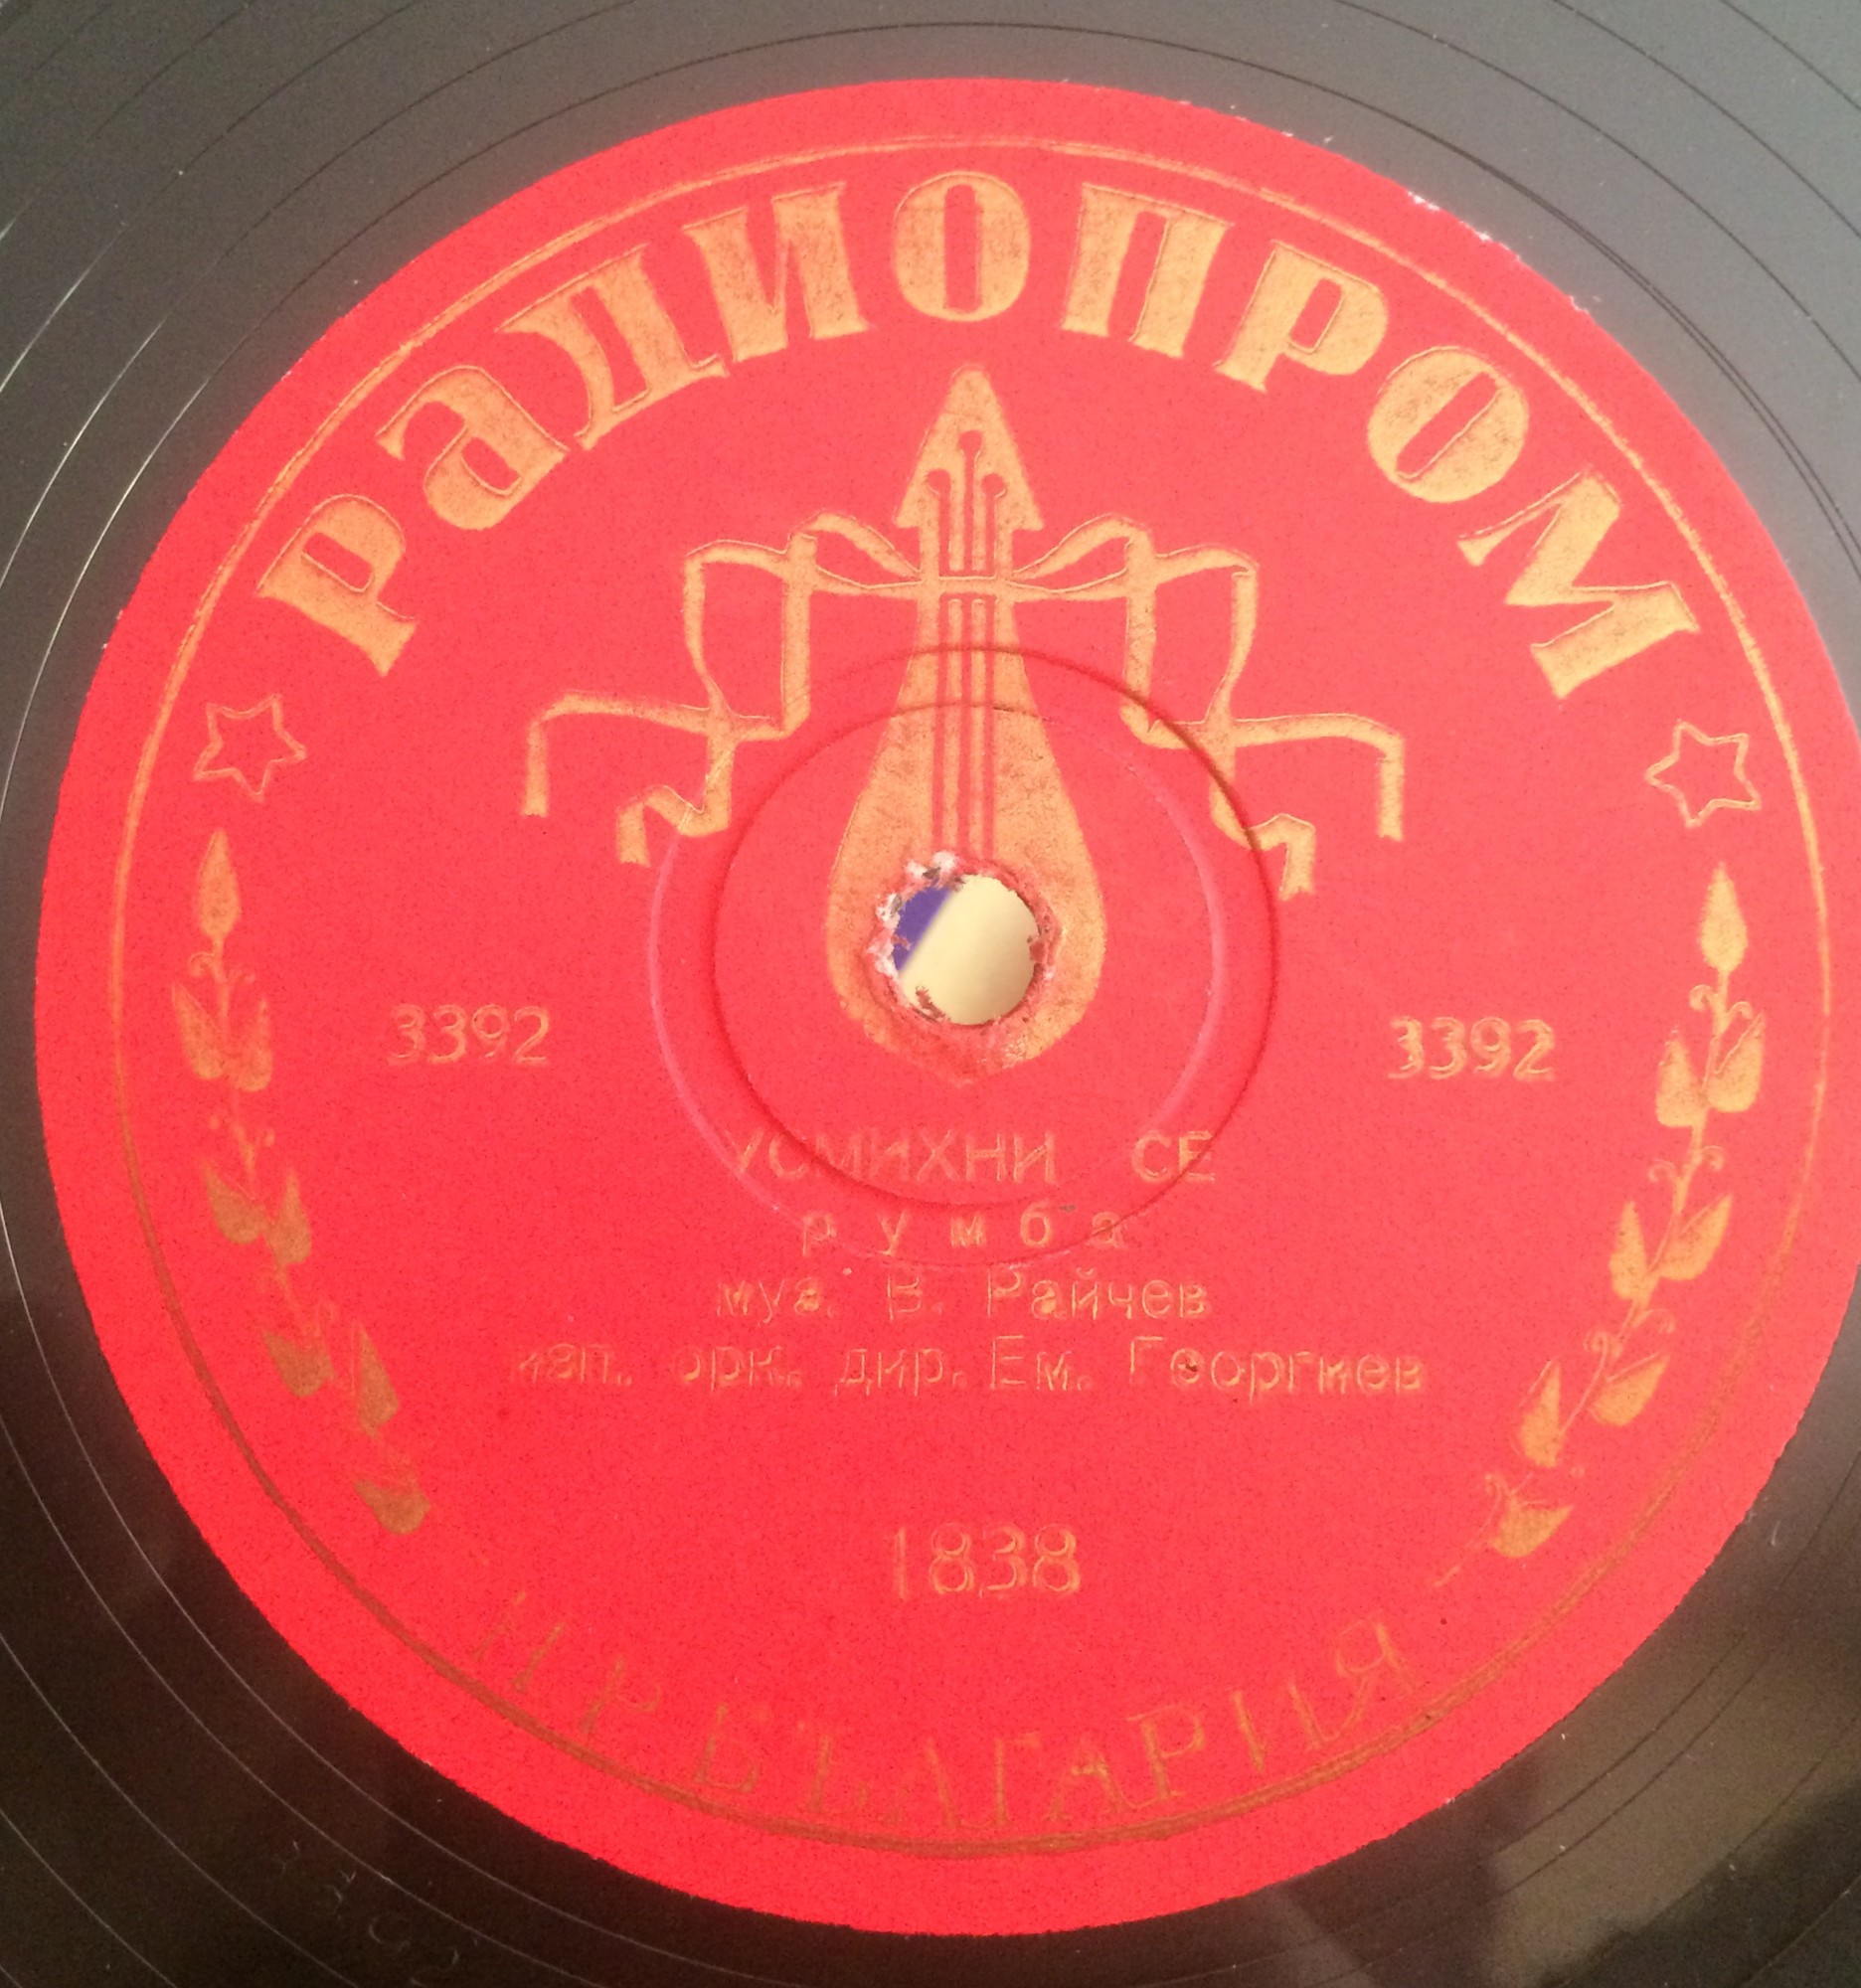 РАДИОПРОМ
3392 3392
УСМИХНИ СЕ
румба
муз. В. Райчев
изп. орк. дир. Ем. Георгиев
1838
Н Р БЪЛГАРИЯ